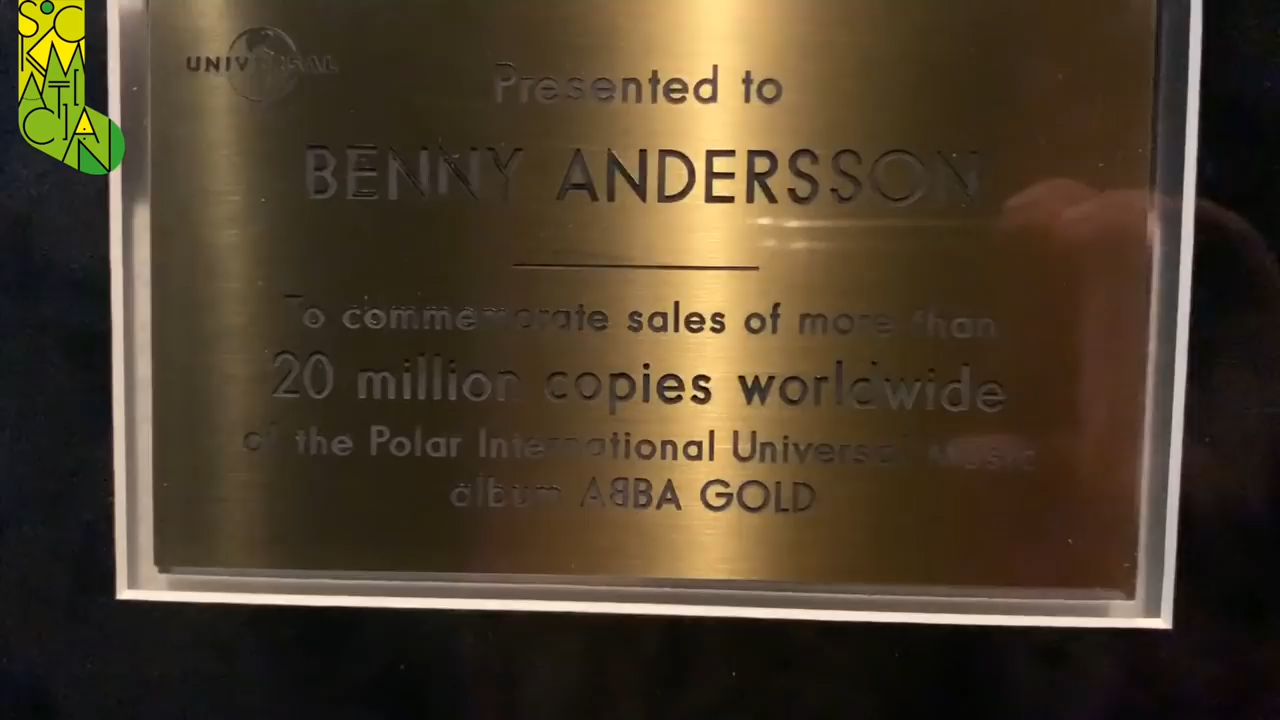 SICKMATICIAN
UNIVERSAL
Presented to
BENNY ANDERSSON
To commemorate sales of more than
20 million copies worldwide
of the Polar International Universal Music
album ABBA GOLD